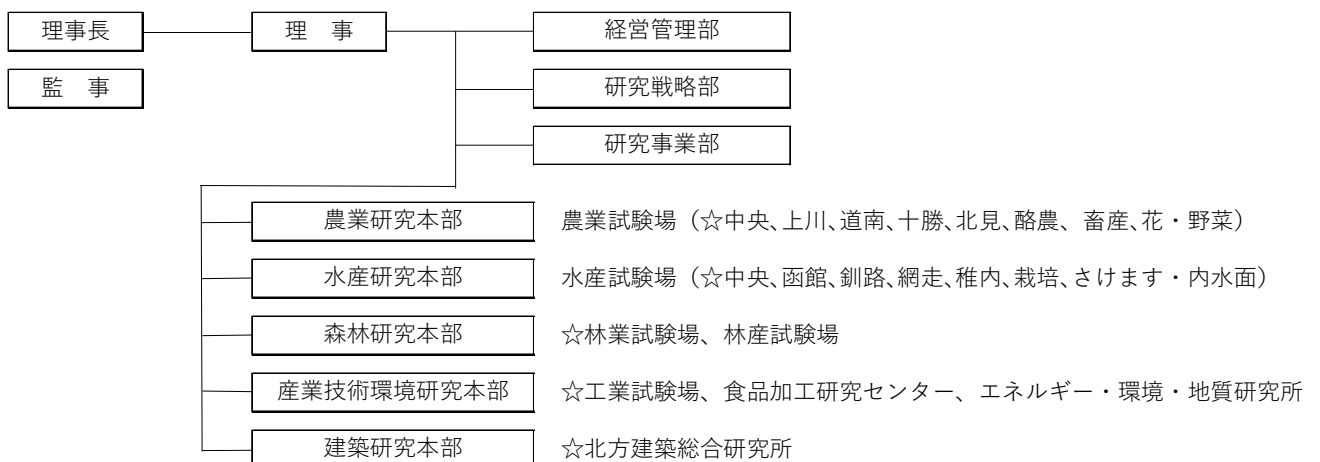 理事長
理　事
経営管理部
監　事
研究戦略部
研究事業部
農業研究本部
農業試験場（☆中央、上川、道南、十勝、北見、酪農、畜産、花・野菜）
水産研究本部
水産試験場（☆中央、函館、釧路、網走、稚内、栽培、さけます・内水面）
森林研究本部
☆林業試験場、林産試験場
産業技術環境研究本部
☆工業試験場、食品加工研究センター、エネルギー・環境・地質研究所
建築研究本部
☆北方建築総合研究所